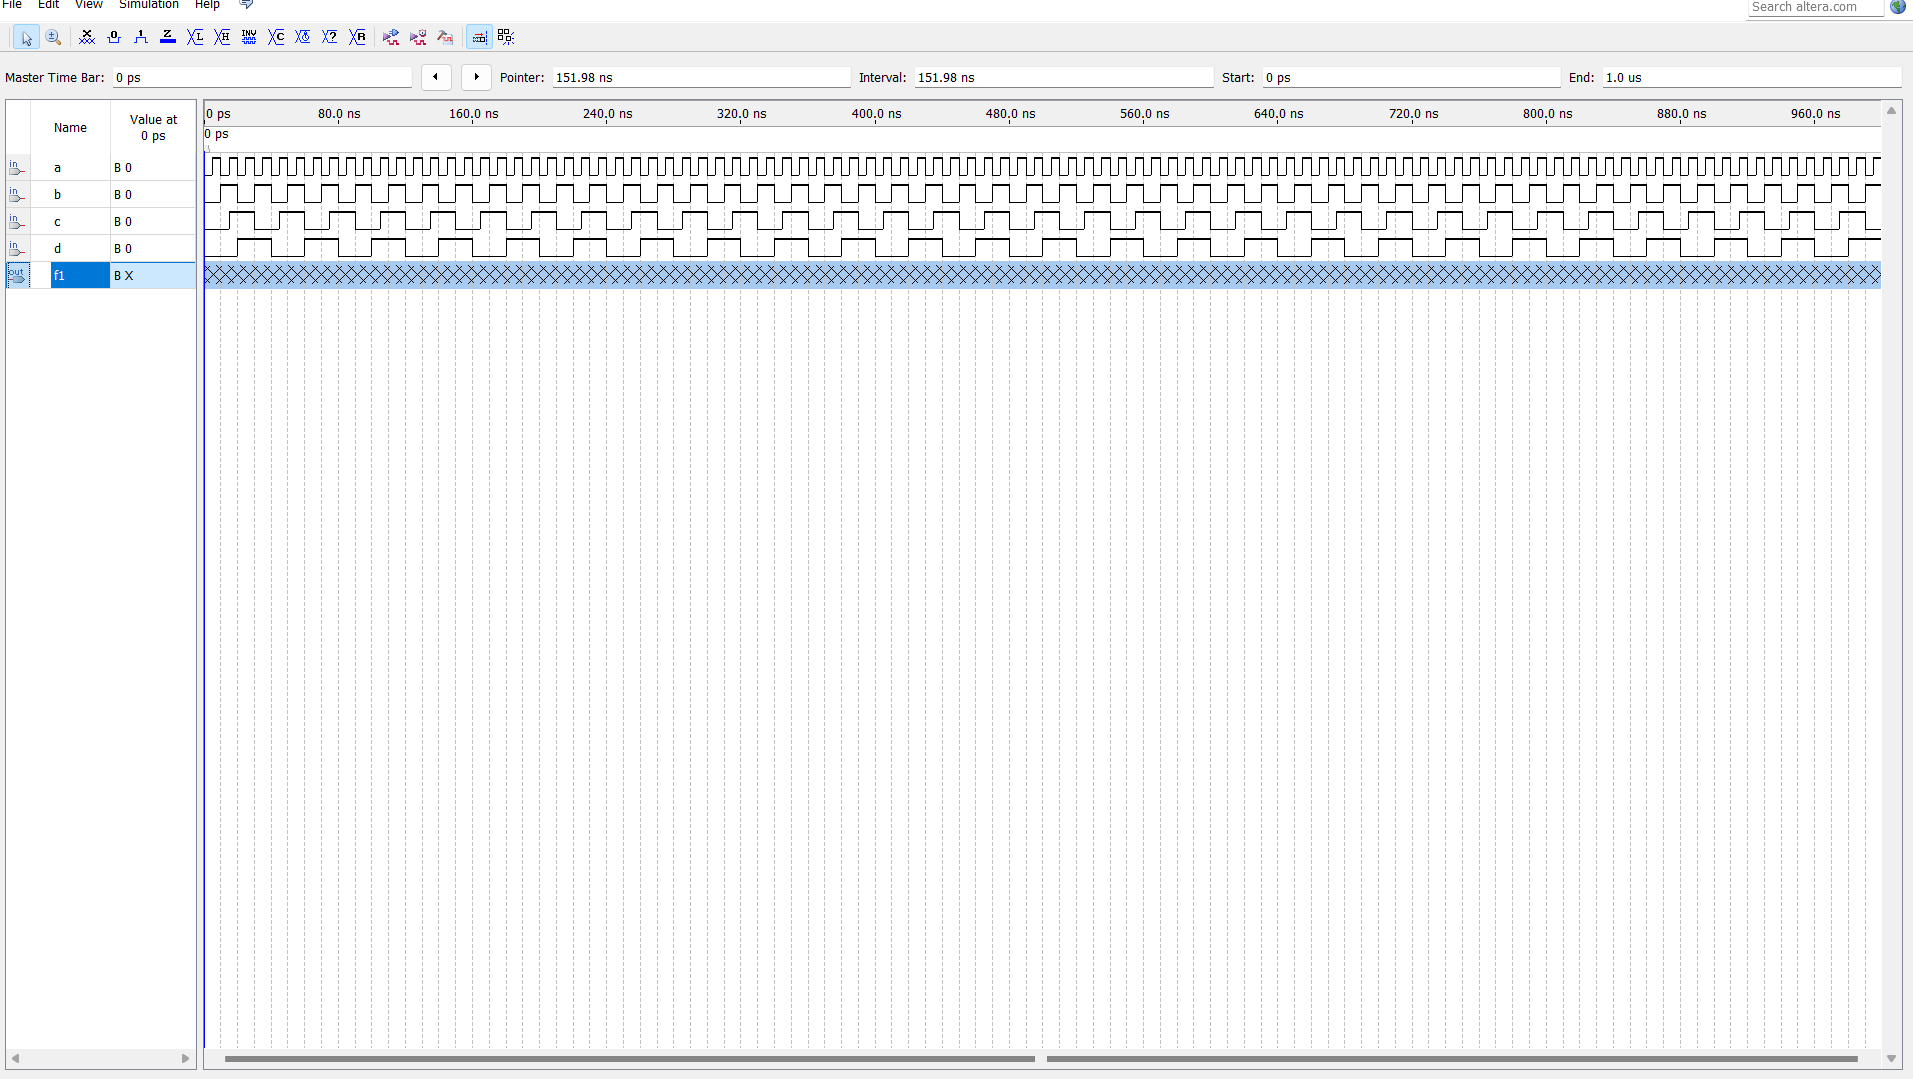 File Edit View Simulation Help
Search altera.com
Master Time Bar: 0 ps Pointer: 151.98 ns Interval: 151.98 ns Start: 0 ps End: 1.0 us
Name Value at 0 ps
0 ps 80.0 ns 160.0 ns 240.0 ns 320.0 ns 400.0 ns 480.0 ns 560.0 ns 640.0 ns 720.0 ns 800.0 ns 880.0 ns 960.0 ns
0 ps
in a B 0
in b B 0
in c B 0
in d B 0
out f1 B X